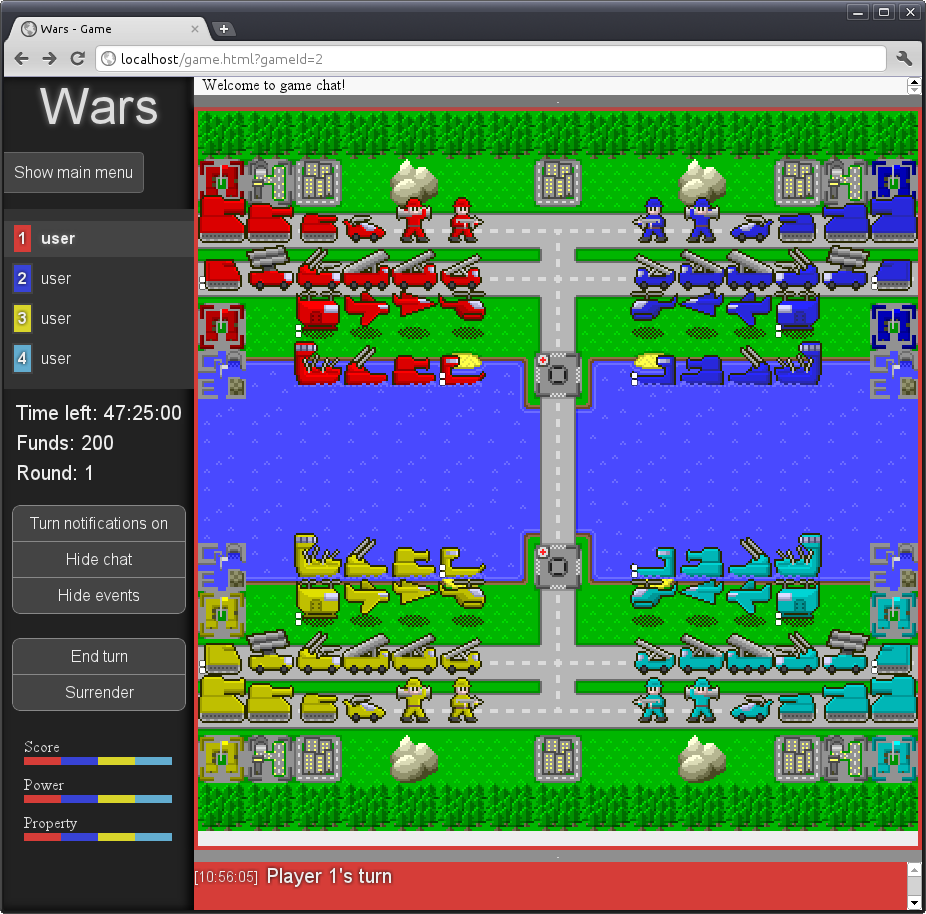 Wars - Game
localhost/game.html?gameId=2
Welcome to game chat!
Wars
Show main menu
1 user
2 user
3 user
4 user
Time left: 47:25:00
Funds: 200
Round: 1
Turn notifications on
Hide chat
Hide events
End turn
Surrender
Score
Power
Property
[10:56:05] Player 1's turn